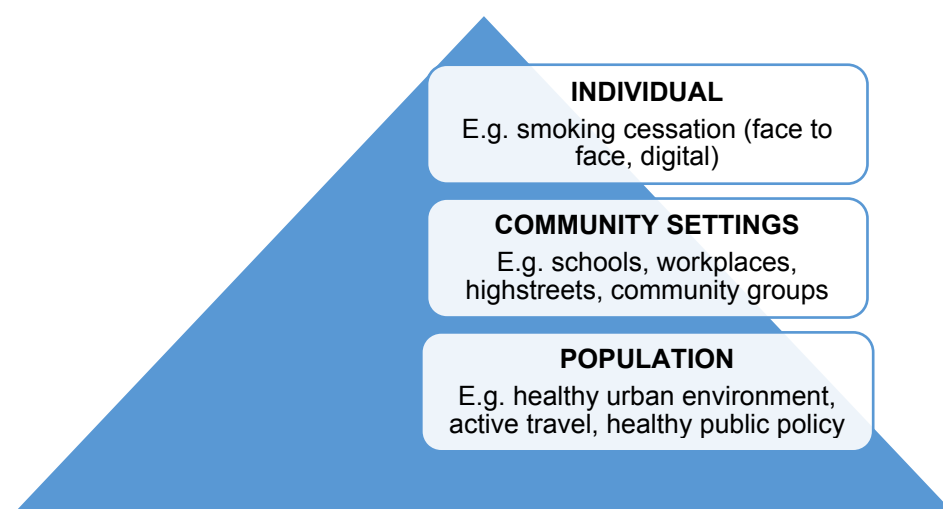 INDIVIDUAL
E.g. smoking cessation (face to
face, digital)
COMMUNITY SETTINGS
E.g. schools, workplaces,
highstreets, community groups
POPULATION
E.g. healthy urban environment,
active travel, healthy public policy